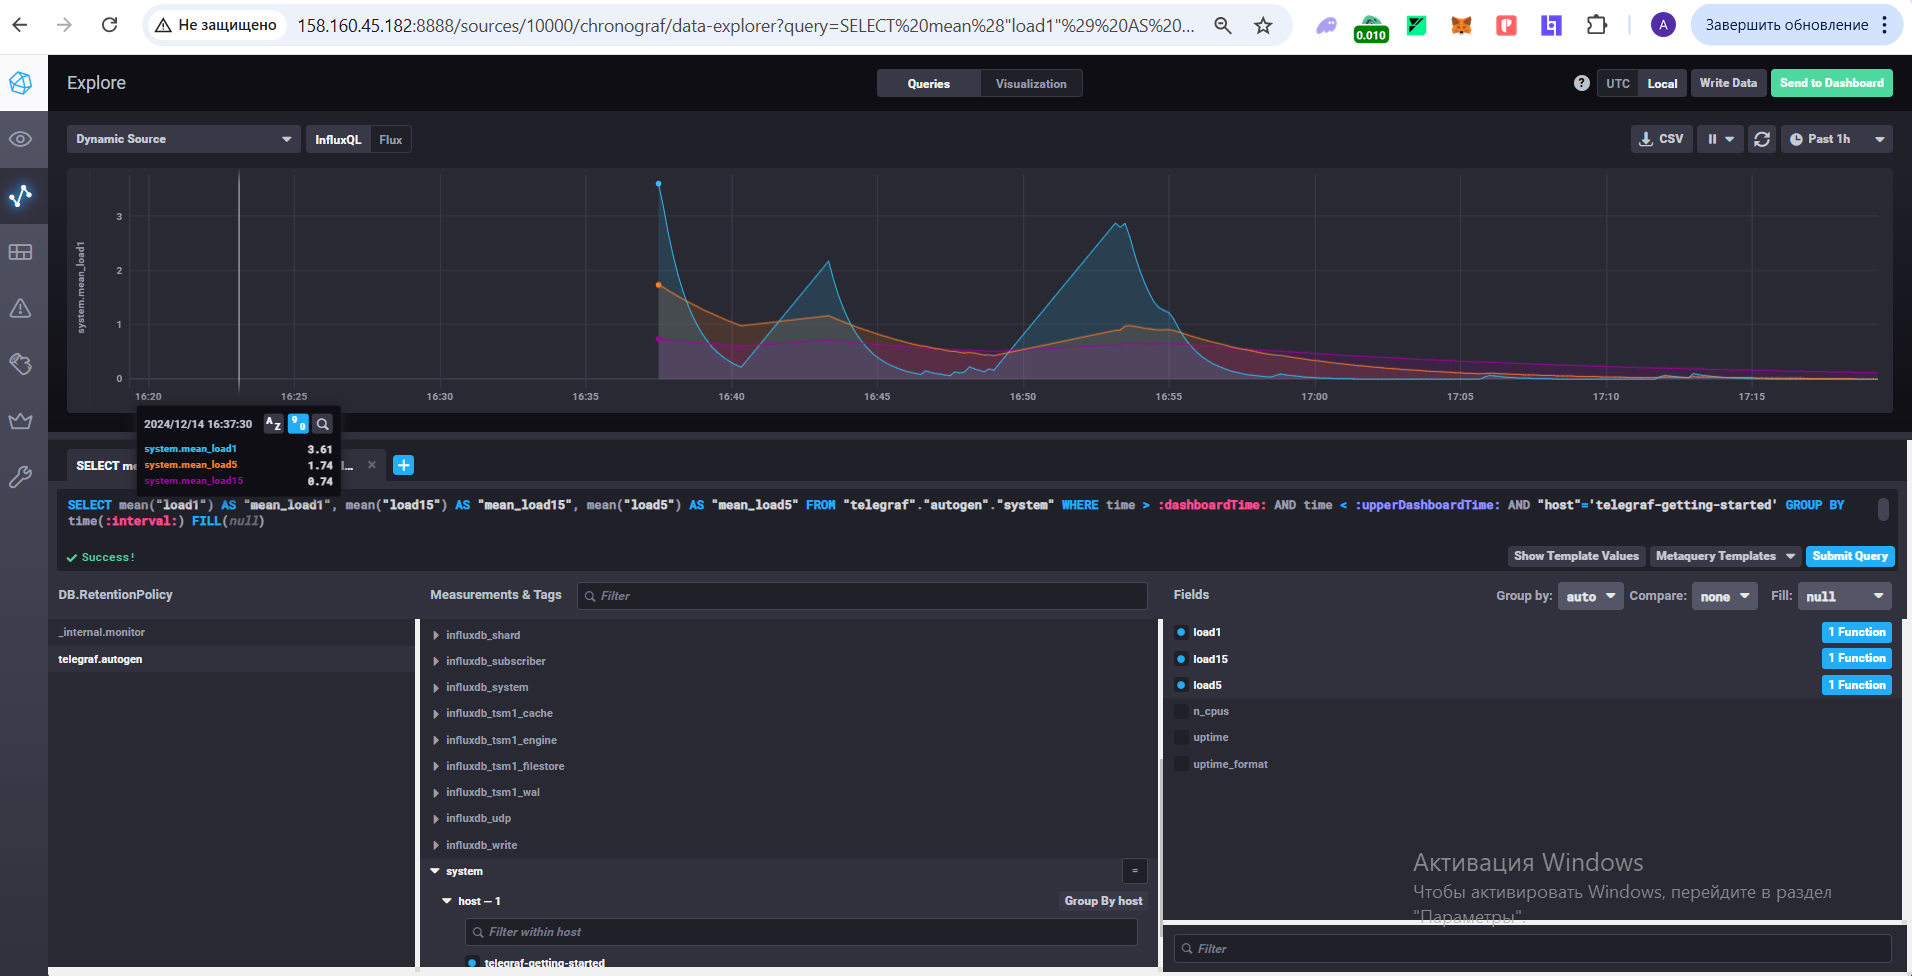 Не защищено
158.160.45.182:8888/sources/10000/chronograf/data-explorer?query=SELECT%20mean%28"load1"%29%20AS%20...
0.010
A
Завершить обновление
Explore
Queries
Visualization
?
UTC
Local
Write Data
Send to Dashboard
Dynamic Source
InfluxQL
Flux
CSV
Past 1h
system.mean_load1
3
2
1
0
16:20
16:25
16:30
16:35
16:40
16:45
16:50
16:55
17:00
17:05
17:10
17:15
2024/12/14 16:37:30
A Z
9 0
system.mean_load1 3.61
system.mean_load5 1.74
system.mean_load15 0.74
SELECT me
l...
×
+
SELECT mean("load1") AS "mean_load1", mean("load15") AS "mean_load15", mean("load5") AS "mean_load5" FROM "telegraf"."autogen"."system" WHERE time > :dashboardTime: AND time < :upperDashboardTime: AND "host"='telegraf-getting-started' GROUP BY
time(:interval:) FILL(null)
Success!
Show Template Values
Metaquery Templates
Submit Query
DB.RetentionPolicy
_internal.monitor
telegraf.autogen
Measurements & Tags
Filter
influxdb_shard
influxdb_subscriber
influxdb_system
influxdb_tsm1_cache
influxdb_tsm1_engine
influxdb_tsm1_filestore
influxdb_tsm1_wal
influxdb_udp
influxdb_write
system
=
host – 1
Group By host
Filter within host
telegraf-getting-started
Fields
Group by: auto
Compare: none
Fill: null
load1 1 Function
load15 1 Function
load5 1 Function
n_cpus
uptime
uptime_format
Активация Windows
Чтобы активировать Windows, перейдите в раздел
"Параметры".
Filter